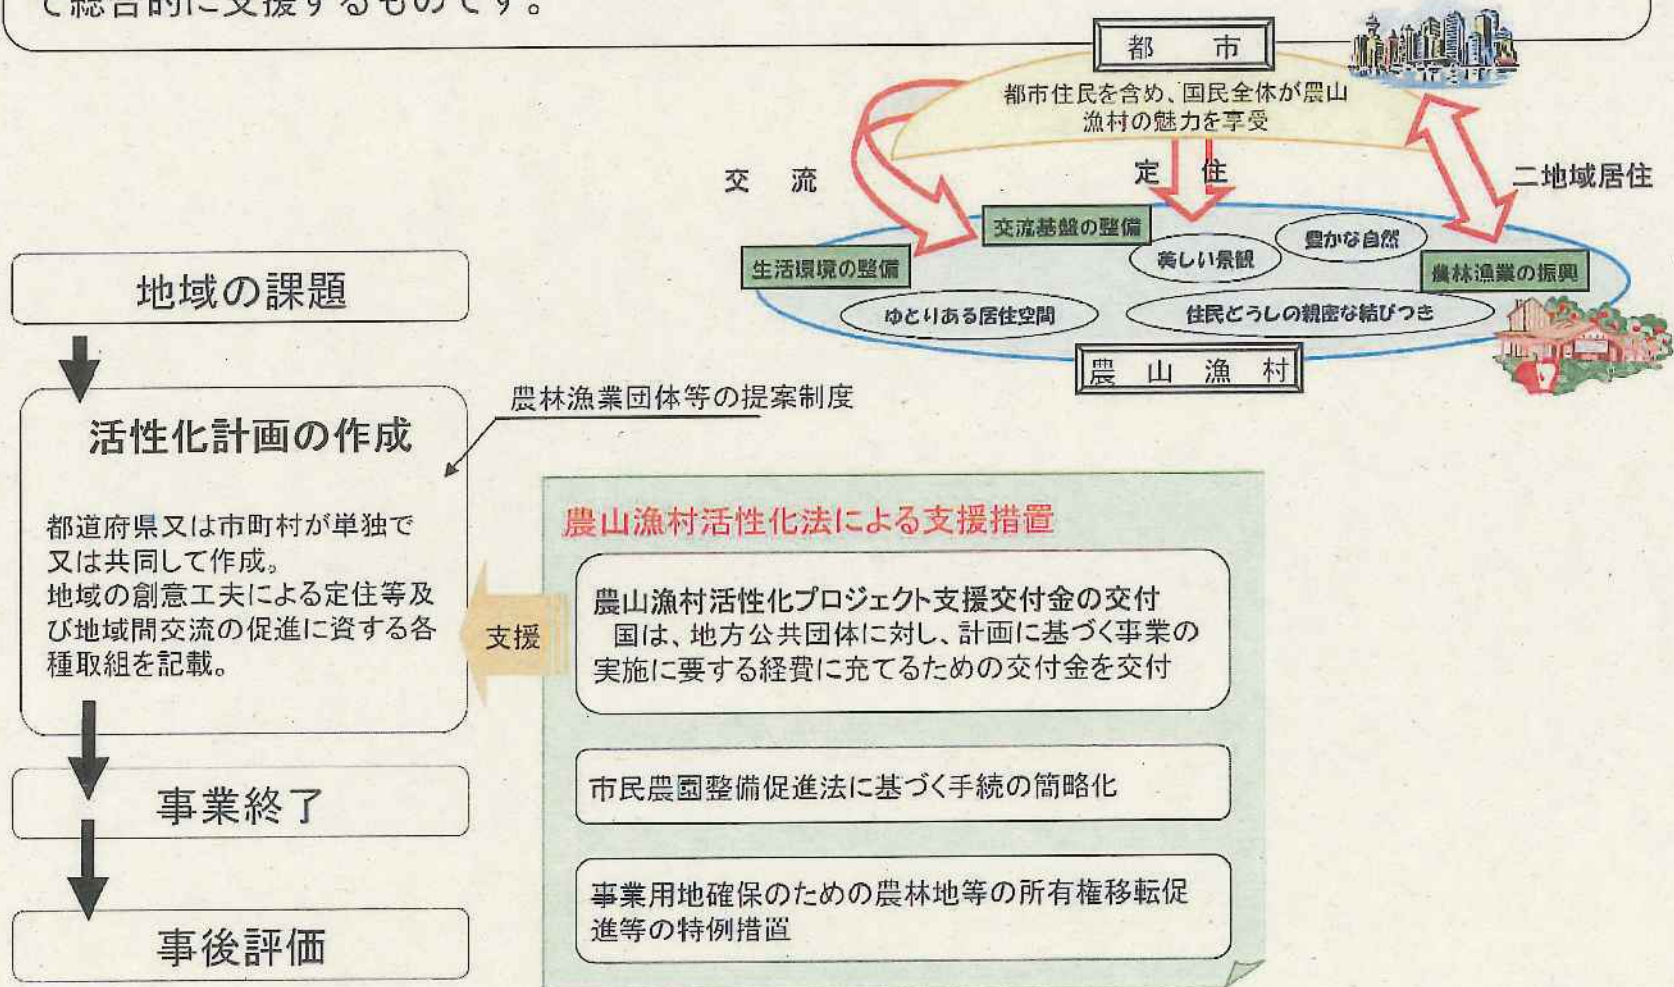 て総合的に支援するものです。
都　市
都市住民を含め、国民全体が農山
漁村の魅力を享受
交　流
定　住
二地域居住
交流基盤の整備
豊かな自然
美しい景観
生活環境の整備
農林漁業の振興
ゆとりある居住空間
住民どうしの親密な結びつき
農　山　漁　村
地域の課題
農林漁業団体等の提案制度
活性化計画の作成
都道府県又は市町村が単独で
又は共同して作成。
地域の創意工夫による定住等及
び地域間交流の促進に資する各
種取組を記載。
支援
農山漁村活性化法による支援措置
農山漁村活性化プロジェクト支援交付金の交付
国は、地方公共団体に対し、計画に基づく事業の
実施に要する経費に充てるための交付金を交付
市民農園整備促進法に基づく手続の簡略化
事業用地確保のための農林地等の所有権移転促
進等の特例措置
事業終了
事後評価